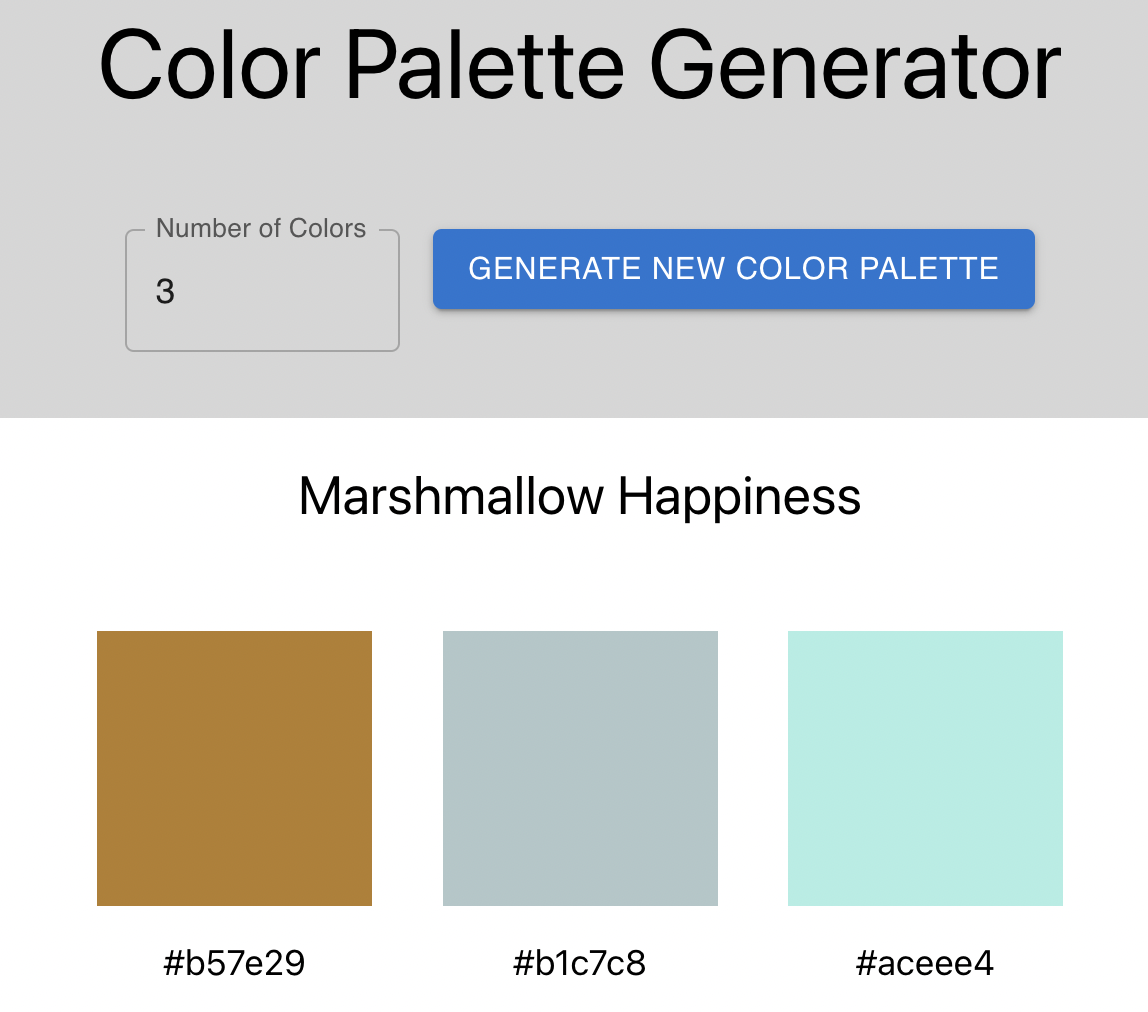 Color Palette Generator
Number of Colors
3
GENERATE NEW COLOR PALETTE
Marshmallow Happiness
#b57e29
#b1c7c8
#aceee4